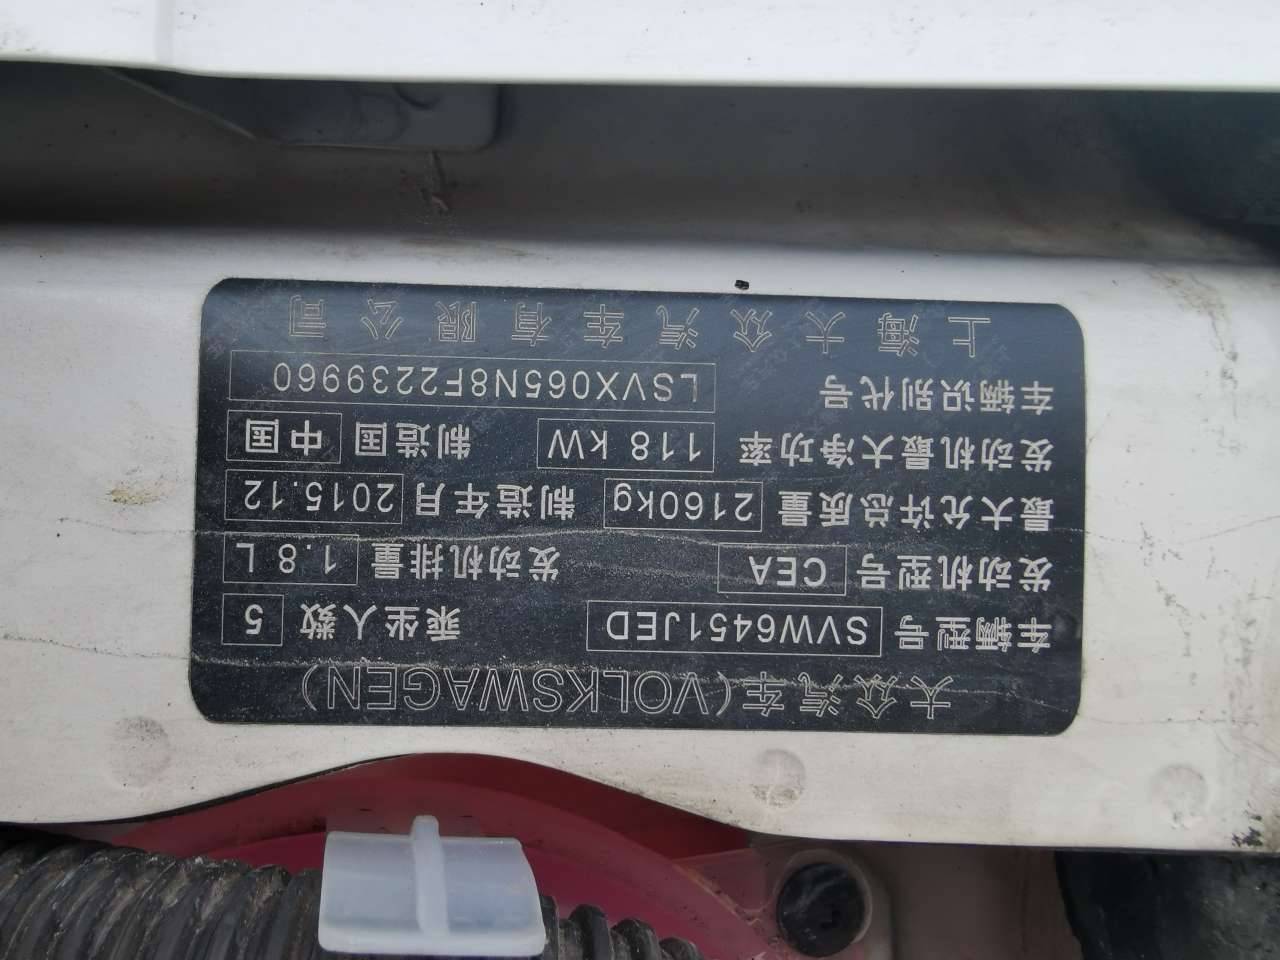 大众汽车(VOLKSWAGEN)
车辆型号 SVW6451JED 乘坐人数 5
发动机型号 CEA 发动机排量 1.8 L
最大允许总质量 2160kg 制造年月 2015.12
发动机最大净功率 118 kW 制造国 中国
车辆识别代号 LSVX065N8F2239960
上海大众汽车有限公司